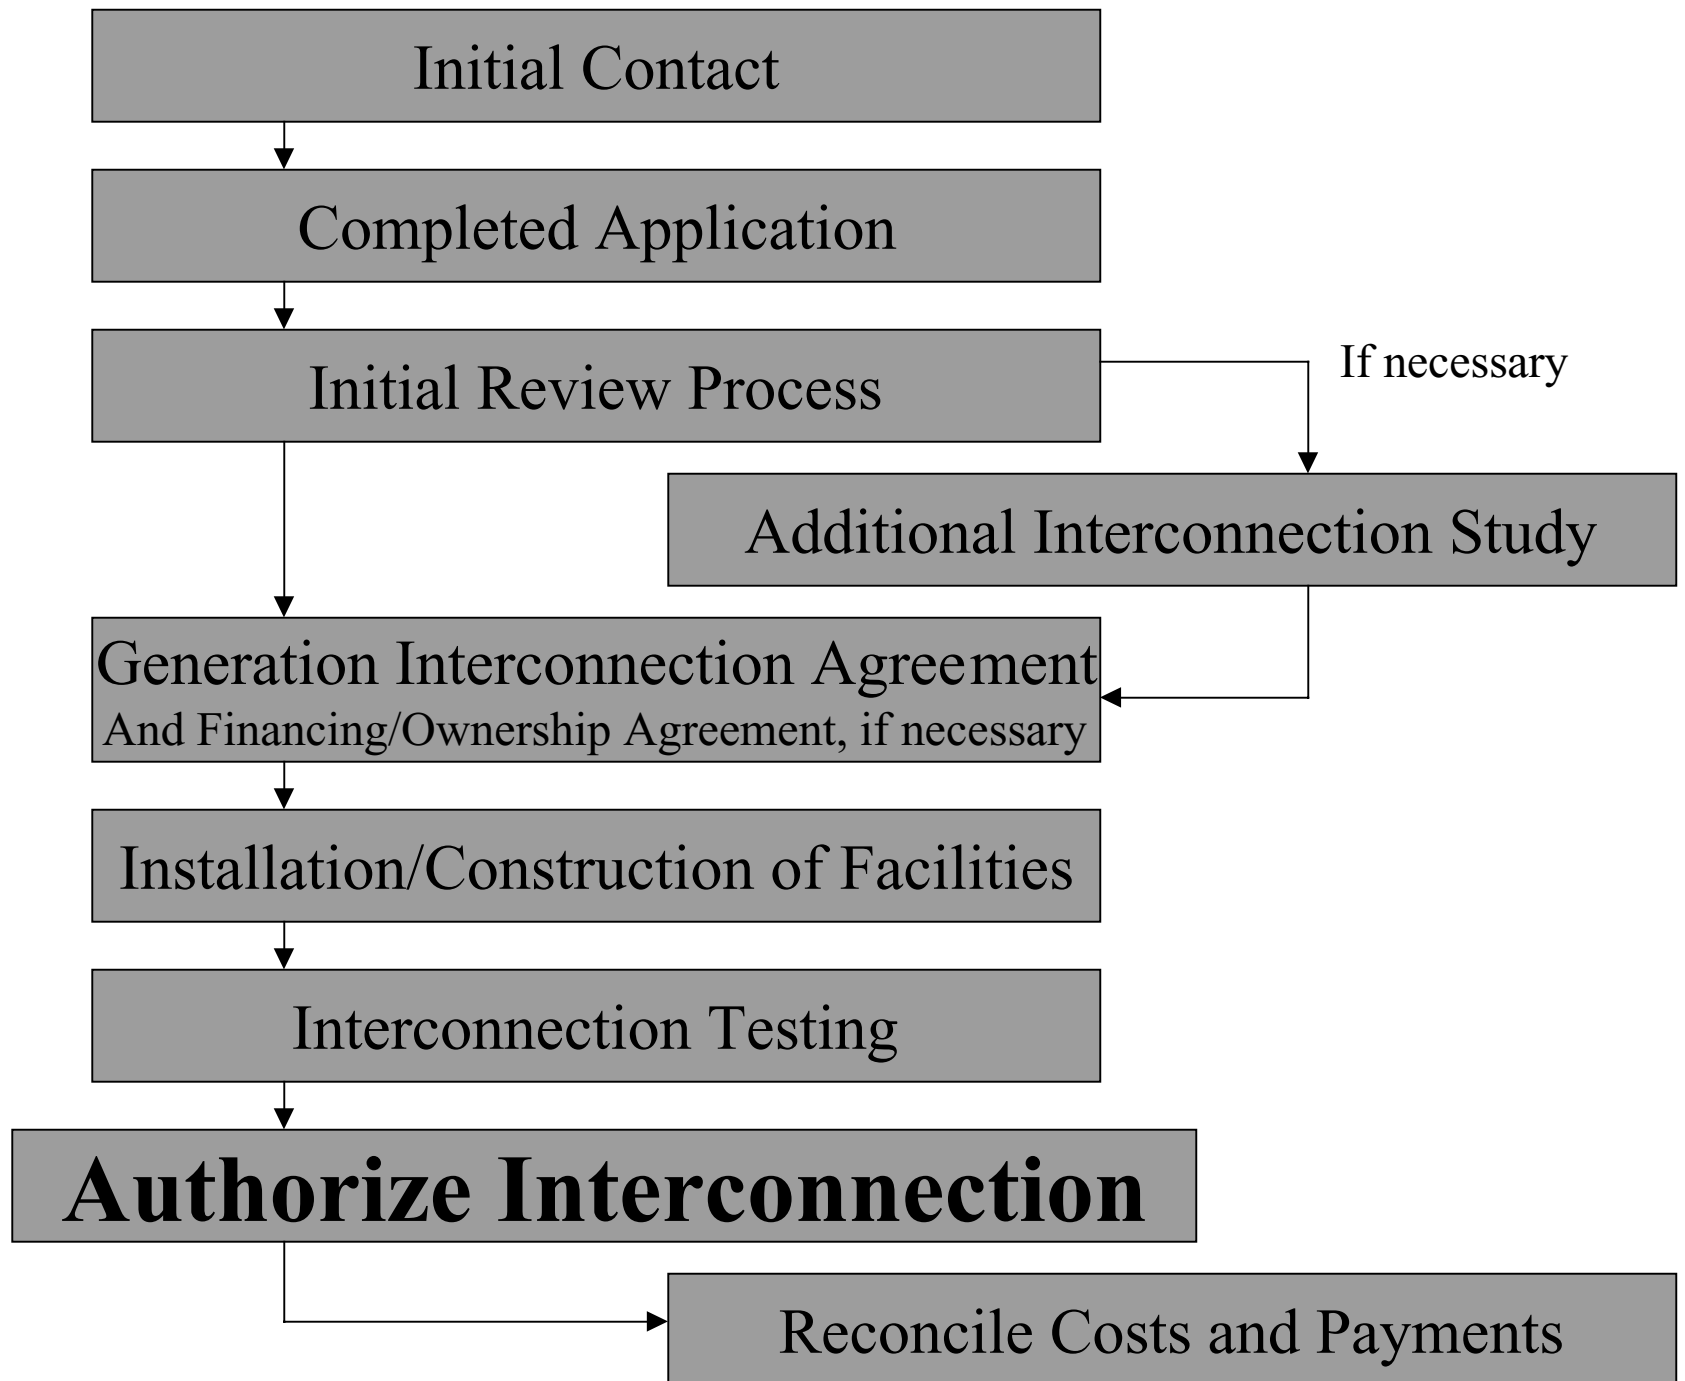 Initial Contact
Completed Application
Initial Review Process
If necessary
Additional Interconnection Study
Generation Interconnection Agreement
And Financing/Ownership Agreement, if necessary
Installation/Construction of Facilities
Interconnection Testing
Authorize Interconnection
Reconcile Costs and Payments